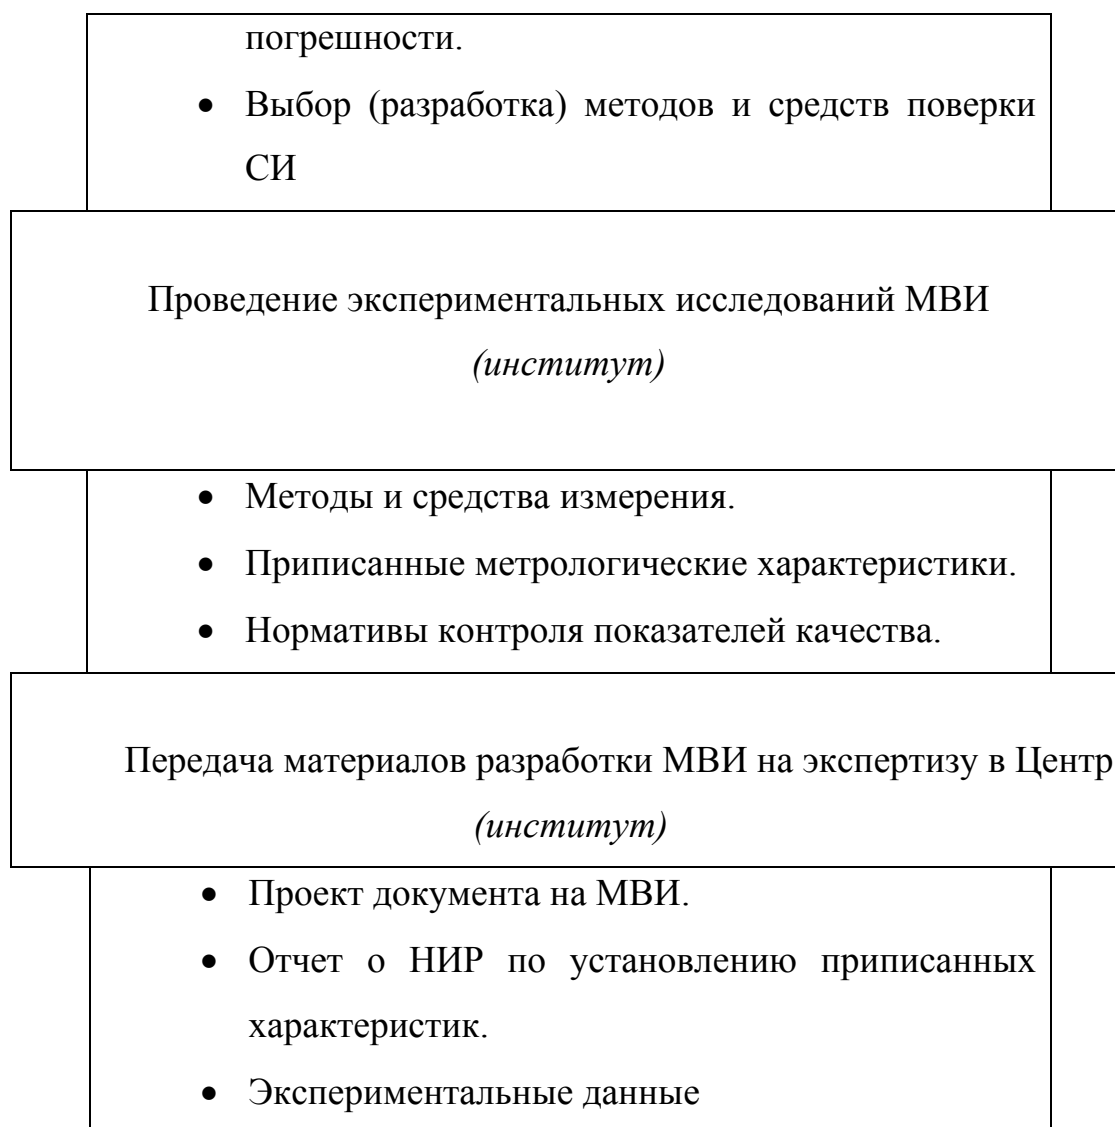 погрешности.
• Выбор (разработка) методов и средств поверки
СИ
Проведение экспериментальных исследований МВИ
(институт)
• Методы и средства измерения.
• Приписанные метрологические характеристики.
• Нормативы контроля показателей качества.
Передача материалов разработки МВИ на экспертизу в Центр
(институт)
• Проект документа на МВИ.
• Отчет о НИР по установлению приписанных
характеристик.
• Экспериментальные данные